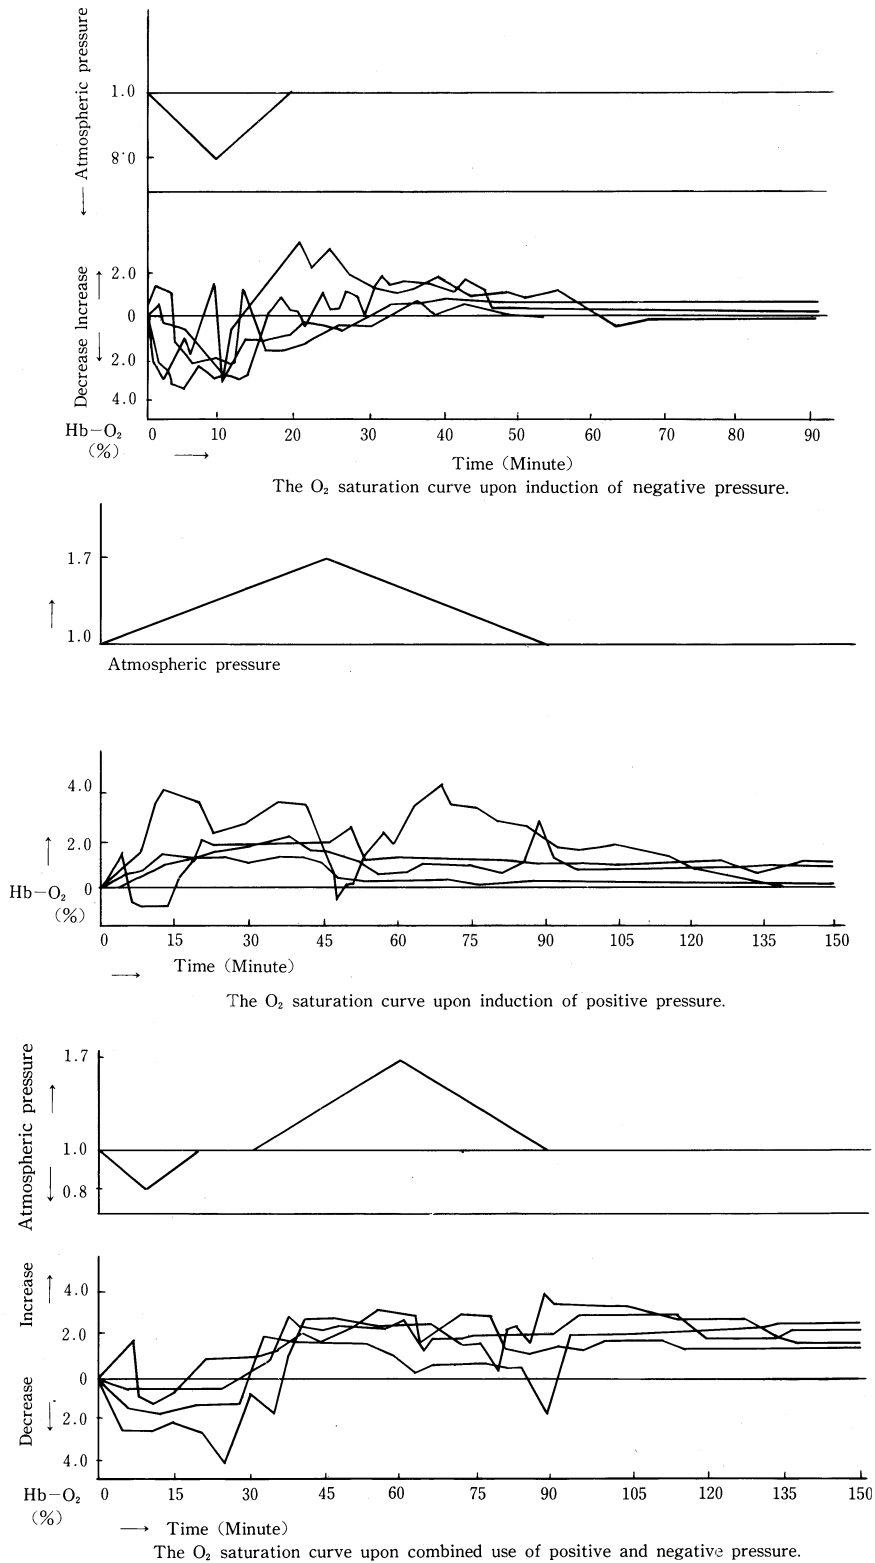 ← Atmospheric pressure
1.0
8·0
Decrease Increase
← →
2.0
0
2.0
4.0
Hb－O₂
(%)
0 10 20 30 40 50 60 70 80 90
→
Time (Minute)
The O₂ saturation curve upon induction of negative pressure.
1.7
↑
1.0
Atmospheric pressure
4.0
↑
2.0
Hb－O₂ 0
(%)
0 15 30 45 60 75 90 105 120 135 150
→ Time (Minute)
The O₂ saturation curve upon induction of positive pressure.
Atmospheric pressure
← →
1.7
1.0
0.8
Increase
→
Decrease
←
4.0
2.0
0
2.0
4.0
Hb－O₂
(%)
0 15 30 45 60 75 90 105 120 135 150
→ Time (Minute)
The O₂ saturation curve upon combined use of positive and negative pressure.